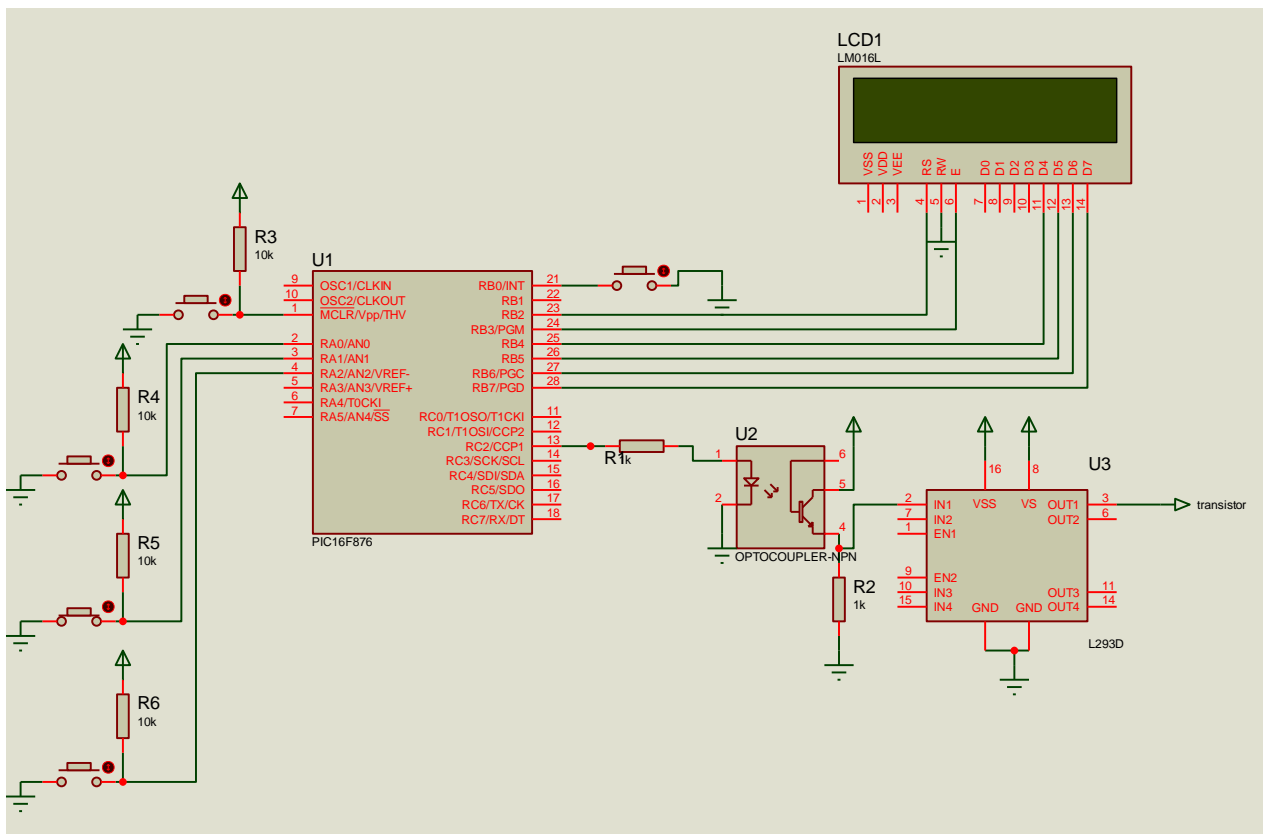 LCD1
LM016L
VSS
VDD
VEE
RS
RW
E
D0
D1
D2
D3
D4
D5
D6
D7
1
2
3
4
5
6
7
8
9
10
11
12
13
14
R3
10k
U1
9 OSC1/CLKIN
10 OSC2/CLKOUT
1 MCLR/Vpp/THV
2 RA0/AN0
3 RA1/AN1
4 RA2/AN2/VREF-
5 RA3/AN3/VREF+
6 RA4/T0CKI
7 RA5/AN4/SS
RB0/INT 21
RB1 22
RB2 23
RB3/PGM 24
RB4 25
RB5 26
RB6/PGC 27
RB7/PGD 28
RC0/T1OSO/T1CKI 11
RC1/T1OSI/CCP2 12
RC2/CCP1 13
RC3/SCK/SCL 14
RC4/SDI/SDA 15
RC5/SDO 16
RC6/TX/CK 17
RC7/RX/DT 18
PIC16F876
R4
10k
R5
10k
R6
10k
R1
1k
U2
1
2
6
5
4
OPTOCOUPLER-NPN
R2
1k
U3
16
8
VSS
VS
2 IN1
7 IN2
1 EN1
9 EN2
10 IN3
15 IN4
OUT1 3
OUT2 6
OUT3 11
OUT4 14
GND
GND
L293D
transistor